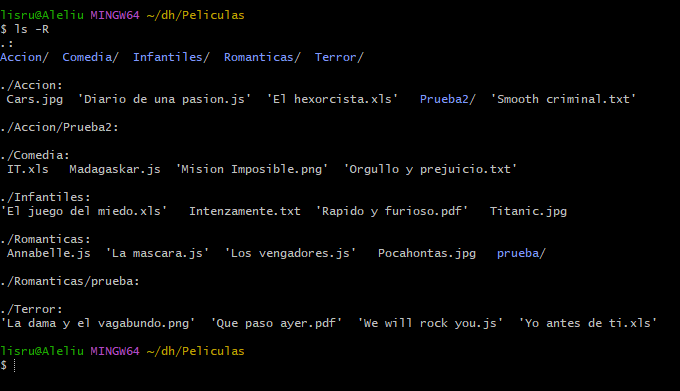 lisru@Aleliu MINGW64 ~/dh/Peliculas
$ ls -R
.:
Accion/  Comedia/  Infantiles/  Romanticas/  Terror/

./Accion:
 Cars.jpg  'Diario de una pasion.js'  'El hexorcista.xls'   Prueba2/  'Smooth criminal.txt'

./Accion/Prueba2:

./Comedia:
 IT.xls   Madagaskar.js  'Mision Imposible.png'  'Orgullo y prejuicio.txt'

./Infantiles:
'El juego del miedo.xls'   Intenzamente.txt  'Rapido y furioso.pdf'   Titanic.jpg

./Romanticas:
 Annabelle.js  'La mascara.js'  'Los vengadores.js'   Pocahontas.jpg   prueba/

./Romanticas/prueba:

./Terror:
'La dama y el vagabundo.png'  'Que paso ayer.pdf'  'We will rock you.js'  'Yo antes de ti.xls'

lisru@Aleliu MINGW64 ~/dh/Peliculas
$